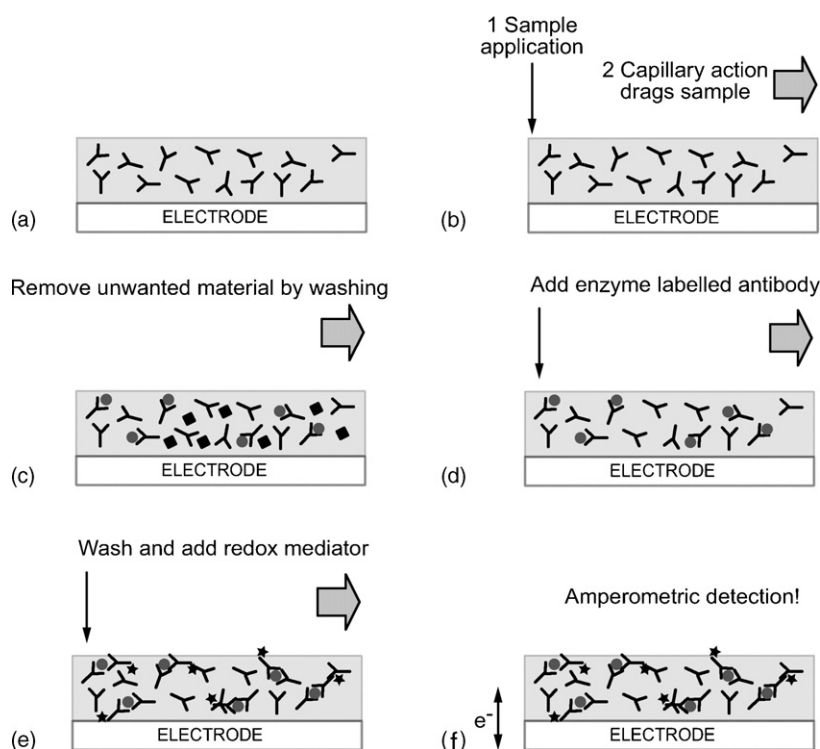 1 Sample
application
2 Capillary action
drags sample
(a)
ELECTRODE
(b)
ELECTRODE
Remove unwanted material by washing
Add enzyme labelled antibody
(c)
ELECTRODE
(d)
ELECTRODE
Wash and add redox mediator
Amperometric detection!
(e)
ELECTRODE
e-
(f)
ELECTRODE